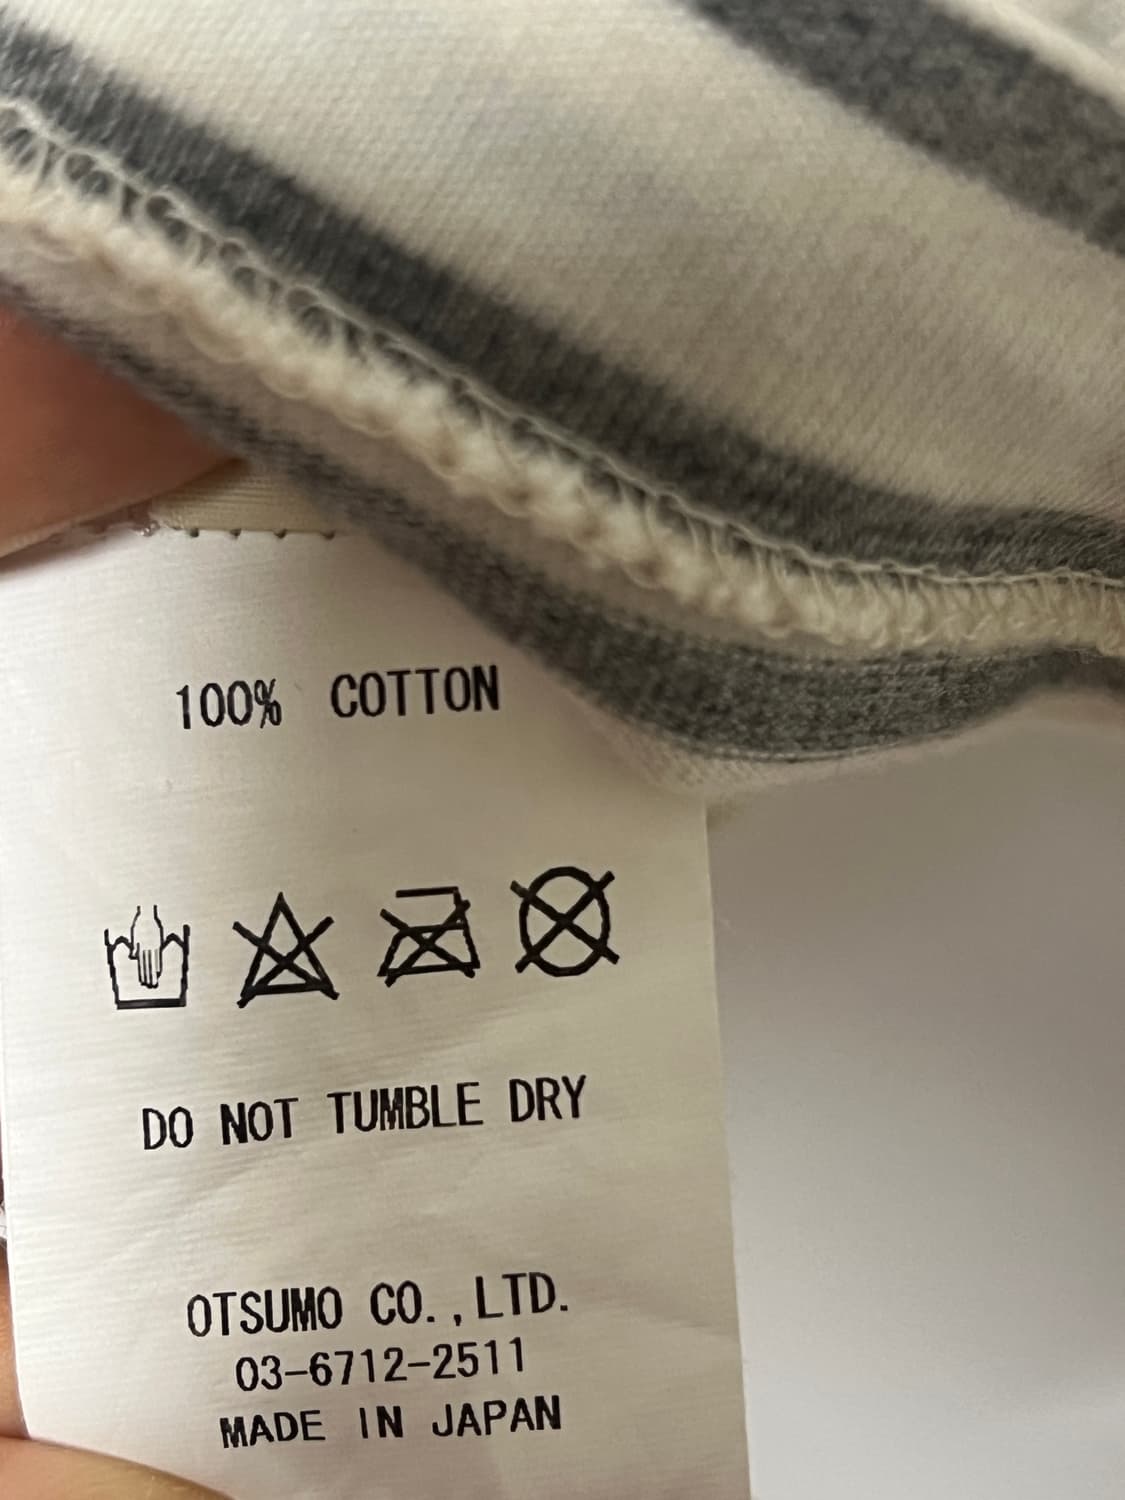 100% COTTON
DO NOT TUMBLE DRY
OTSUMO CO.,LTD.
03-6712-2511
MADE IN JAPAN